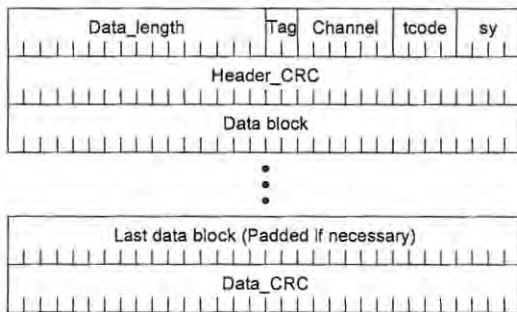 Data_length Tag Channel tcode sy
Header_CRC
Data block
Last data block (Padded if necessary)
Data_CRC